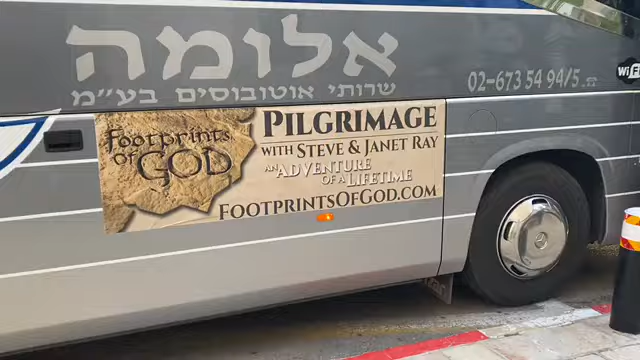 אלומה
שרותי אוטובוסים בע״מ
02-673 54 94/5
WiFi
Footprints
of GOD
PILGRIMAGE
WITH STEVE & JANET RAY
AN ADVENTURE
OF A LIFETIME
FOOTPRINTSOFGOD.COM